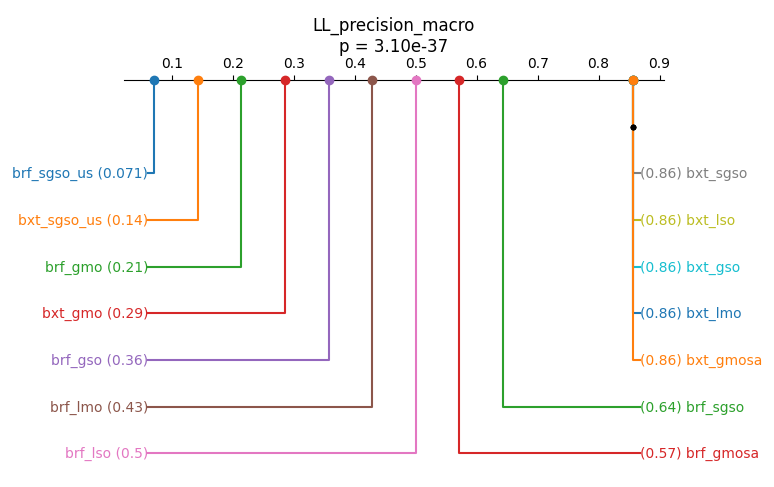 LL_precision_macro
p = 3.10e-37
0.1 0.2 0.3 0.4 0.5 0.6 0.7 0.8 0.9
brf_sgso_us (0.071) (0.86) bxt_sgso
bxt_sgso_us (0.14) (0.86) bxt_lso
brf_gmo (0.21) (0.86) bxt_gso
bxt_gmo (0.29) (0.86) bxt_lmo
brf_gso (0.36) (0.86) bxt_gmosa
brf_lmo (0.43) (0.64) brf_sgso
brf_lso (0.5) (0.57) brf_gmosa